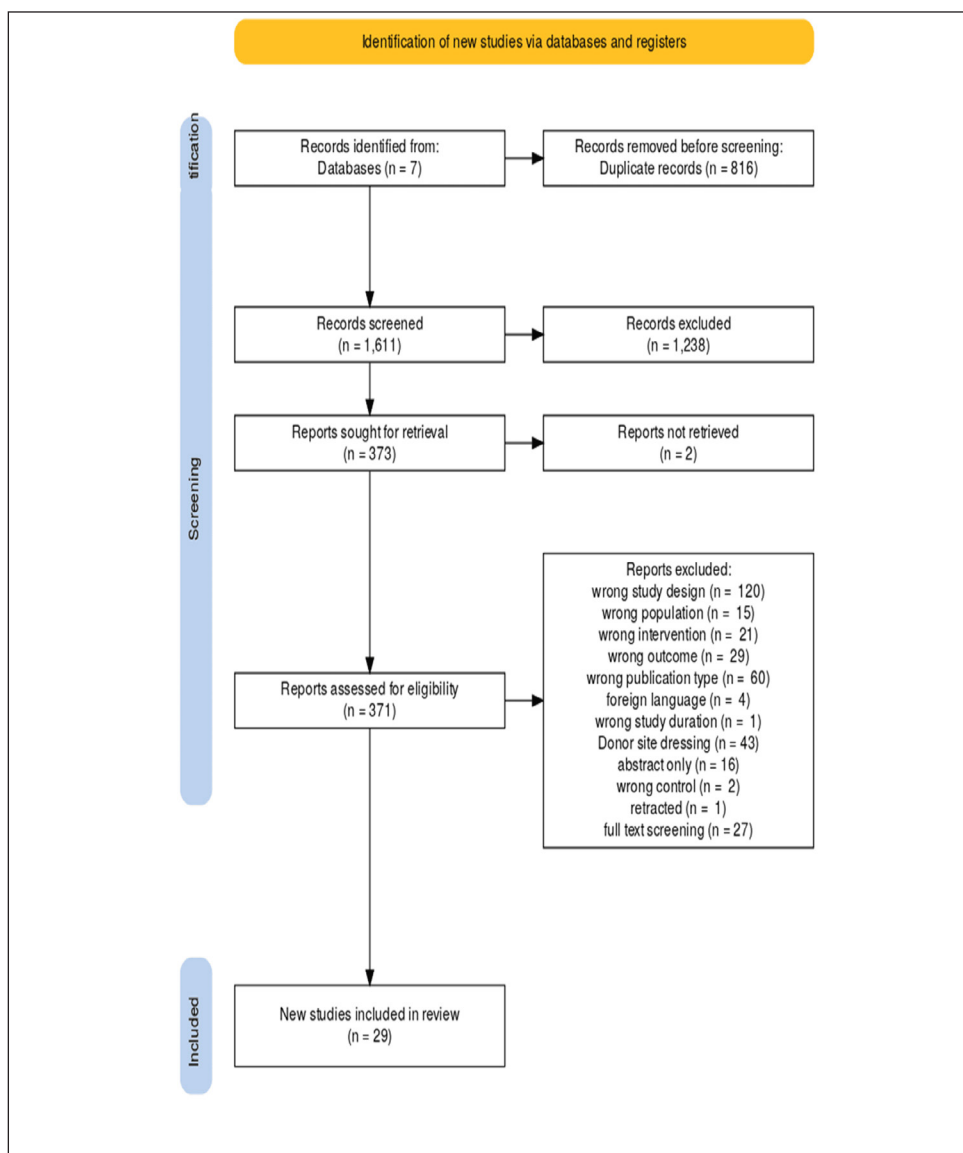 Identification of new studies via databases and registers
tification
Records identified from:
Databases (n = 7)
Records removed before screening:
Duplicate records (n = 816)
Screening
Records screened
(n = 1,611)
Records excluded
(n = 1,238)
Reports sought for retrieval
(n = 373)
Reports not retrieved
(n = 2)
Reports assessed for eligibility
(n = 371)
Reports excluded:
wrong study design (n = 120)
wrong population (n = 15)
wrong intervention (n = 21)
wrong outcome (n = 29)
wrong publication type (n = 60)
foreign language (n = 4)
wrong study duration (n = 1)
Donor site dressing (n = 43)
abstract only (n = 16)
wrong control (n = 2)
retracted (n = 1)
full text screening (n = 27)
Included
New studies included in review
(n = 29)